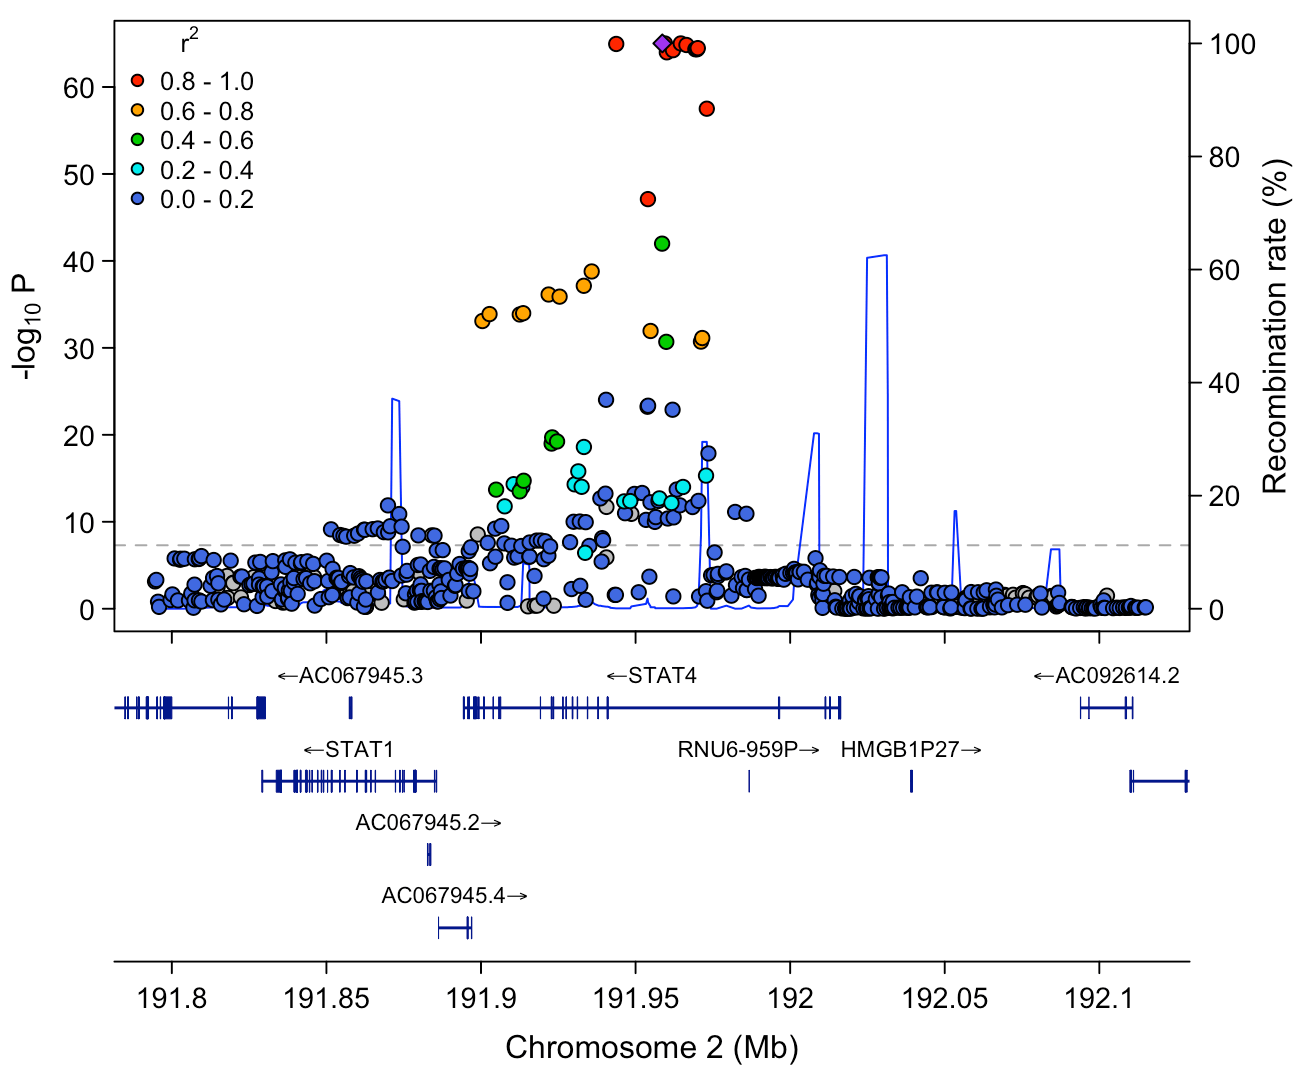 r2
0.8 - 1.0
0.6 - 0.8
0.4 - 0.6
0.2 - 0.4
0.0 - 0.2
60
50
40
30
20
10
0
-log10 P
100
80
60
40
20
0
Recombination rate (%)
←AC067945.3
←STAT4
←AC092614.2
←STAT1
RNU6-959P→
HMGB1P27→
AC067945.2→
AC067945.4→
191.8
191.85
191.9
191.95
192
192.05
192.1
Chromosome 2 (Mb)